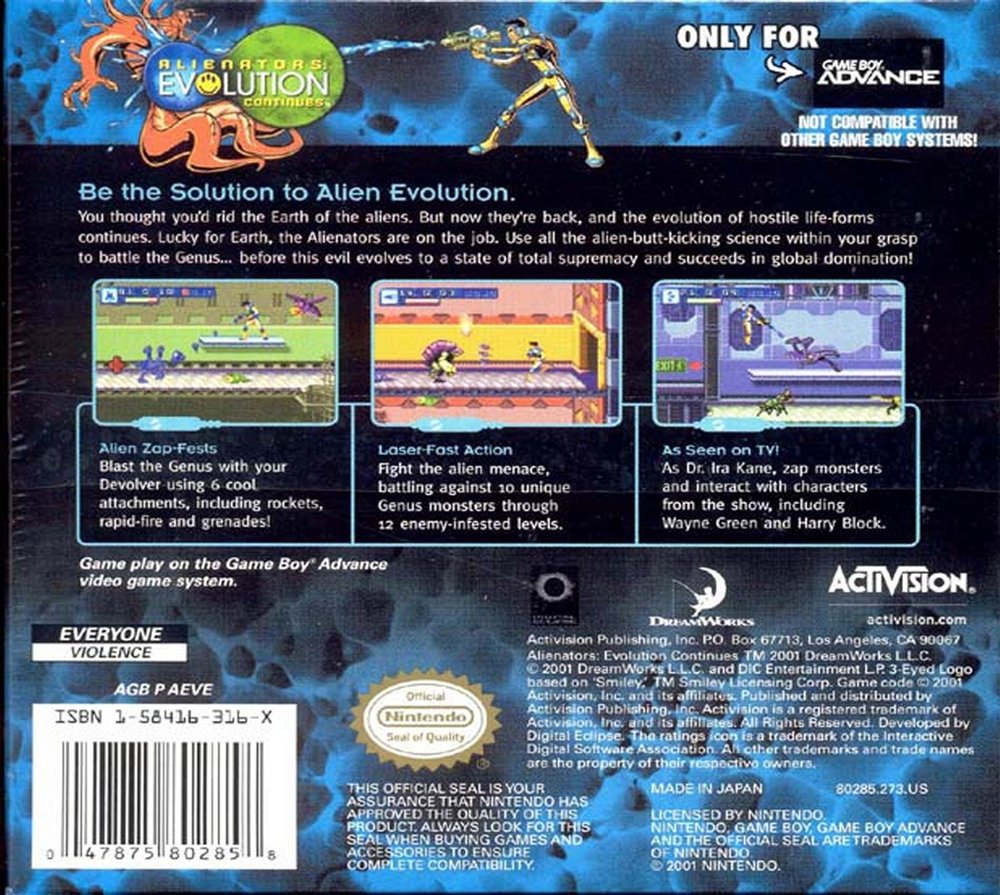 ALIENATORS:
EVOLUTION
CONTINUES
ONLY FOR
GAME BOY ADVANCE
NOT COMPATIBLE WITH
OTHER GAME BOY SYSTEMS!
Be the Solution to Alien Evolution.
You thought you'd rid the Earth of the aliens. But now they're back, and the evolution of hostile life-forms
continues. Lucky for Earth, the Alienators are on the job. Use all the alien-butt-kicking science within your grasp
to battle the Genus... before this evil evolves to a state of total supremacy and succeeds in global domination!
EXIT
Alien Zap-Fests
Blast the Genus with your
Devolver using 6 cool
attachments, including rockets,
rapid-fire and grenades!
Laser-Fast Action
Fight the alien menace,
battling against 10 unique
Genus monsters through
12 enemy-infested levels.
As Seen on TV!
As Dr. Ira Kane, zap monsters
and interact with characters
from the show, including
Wayne Green and Harry Block.
Game play on the Game Boy® Advance
video game system.
DREAMWORKS
ACTIVISION®
activision.com
EVERYONE
VIOLENCE
AGB P AEVE
ISBN 1-58416-316-X
0 47875 80285 8
Official
Nintendo
Seal of Quality
®
THIS OFFICIAL SEAL IS YOUR
ASSURANCE THAT NINTENDO HAS
APPROVED THE QUALITY OF THIS
PRODUCT. ALWAYS LOOK FOR THIS
SEAL WHEN BUYING GAMES AND
ACCESSORIES TO ENSURE
COMPLETE COMPATIBILITY.
Activision Publishing, Inc. P.O. Box 67713, Los Angeles, CA 90067
Alienators: Evolution Continues TM 2001 DreamWorks L.L.C.
© 2001 DreamWorks L.L.C. and DIC Entertainment L.P. 3-Eyed Logo
based on 'Smiley,' TM Smiley Licensing Corp. Game code © 2001
Activision, Inc. and its affiliates. Published and distributed by
Activision Publishing, Inc. Activision is a registered trademark of
Activision, Inc. and its affiliates. All Rights Reserved. Developed by
Digital Eclipse. The ratings icon is a trademark of the Interactive
Digital Software Association. All other trademarks and trade names
are the property of their respective owners.
MADE IN JAPAN
80285.273.US
LICENSED BY NINTENDO.
NINTENDO, GAME BOY, GAME BOY ADVANCE
AND THE OFFICIAL SEAL ARE TRADEMARKS
OF NINTENDO.
© 2001 NINTENDO.